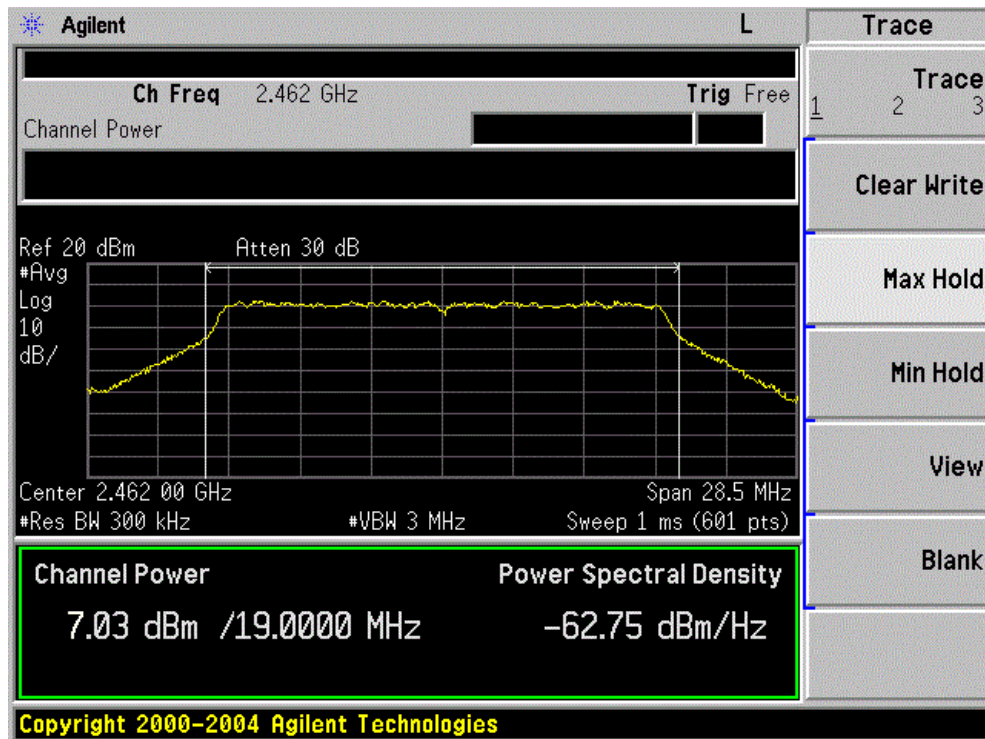 Agilent L Trace
Ch Freq 2.462 GHz Trig Free
Channel Power
Trace
1 2 3
Clear Write
Ref 20 dBm Atten 30 dB
#Avg
Log
10
dB/
Max Hold
Min Hold
View
Center 2.462 00 GHz Span 28.5 MHz
#Res BW 300 kHz #VBW 3 MHz Sweep 1 ms (601 pts)
Blank
Channel Power Power Spectral Density
7.03 dBm /19.0000 MHz -62.75 dBm/Hz
Copyright 2000-2004 Agilent Technologies